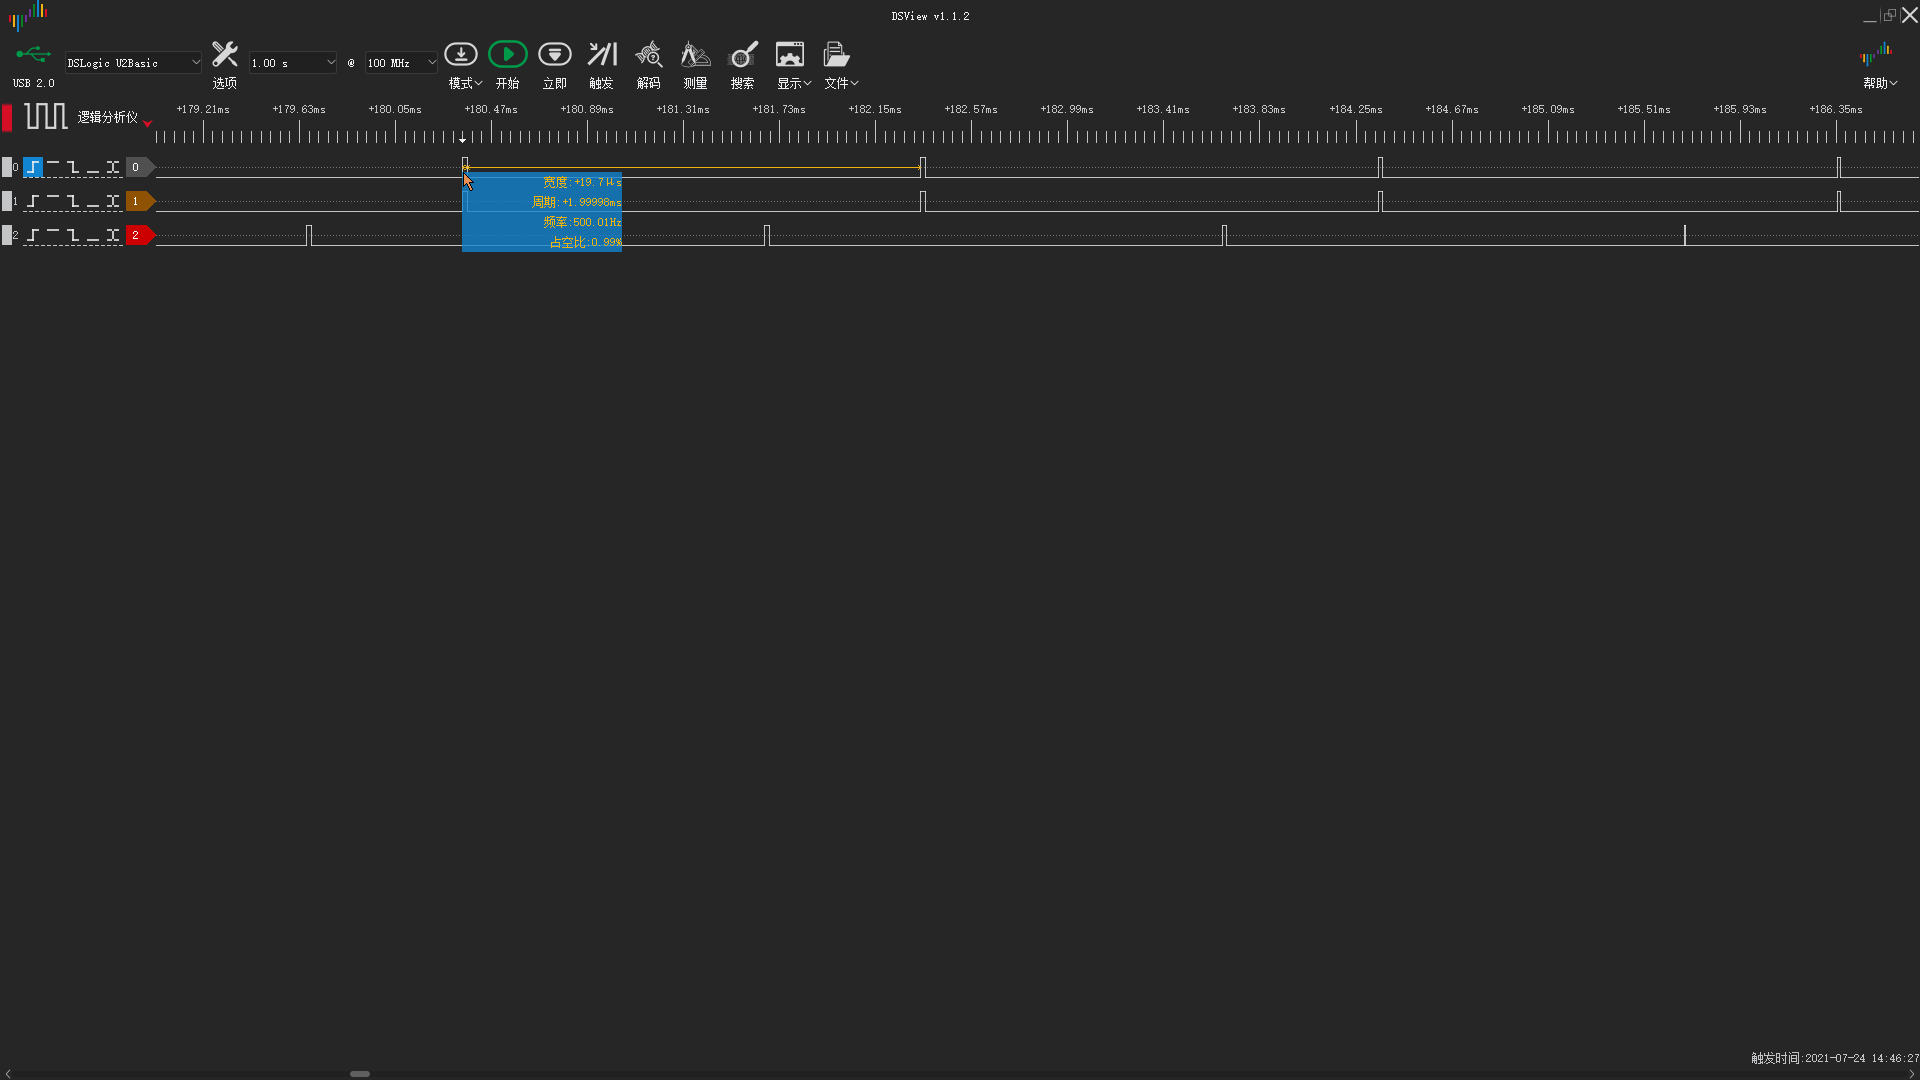 DSView v1.1.2
USB 2.0
DSLogic U2Basic
选项
1.00 s
@
100 MHz
模式
开始
立即
触发
解码
测量
搜索
显示
文件
帮助
逻辑分析仪
+179.21ms
+179.63ms
+180.05ms
+180.47ms
+180.89ms
+181.31ms
+181.73ms
+182.15ms
+182.57ms
+182.99ms
+183.41ms
+183.83ms
+184.25ms
+184.67ms
+185.09ms
+185.51ms
+185.93ms
+186.35ms
0
0
1
1
2
2
宽度:+19.7μs
周期:+1.99998ms
频率:500.01Hz
占空比:0.99%
触发时间:2021-07-24 14:46:27